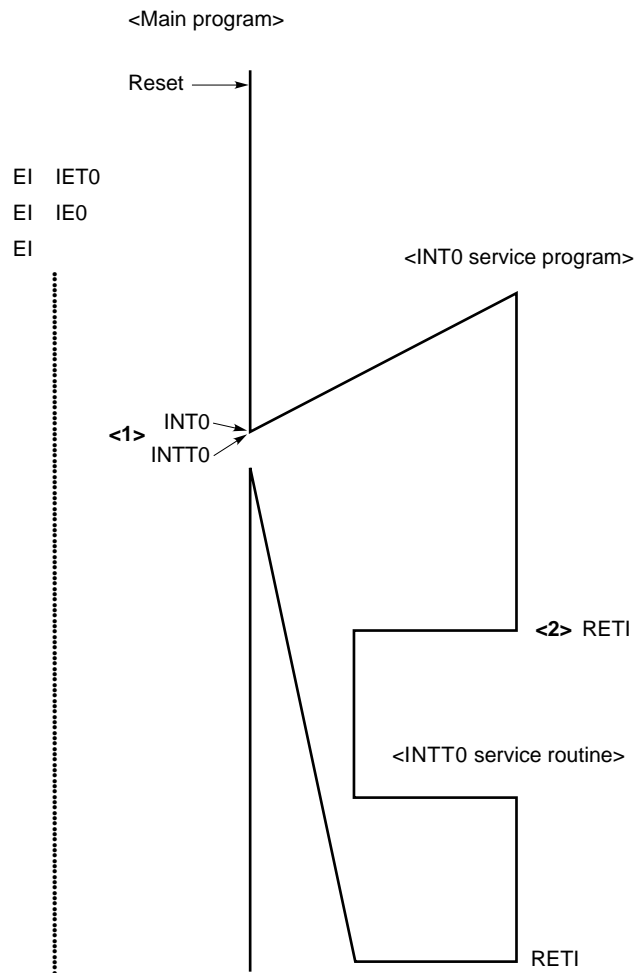 <Main program>
Reset
EI IET0
EI IE0
EI
<INT0 service program>
INT0
<1>
INTT0
<2> RETI
<INTT0 service routine>
RETI